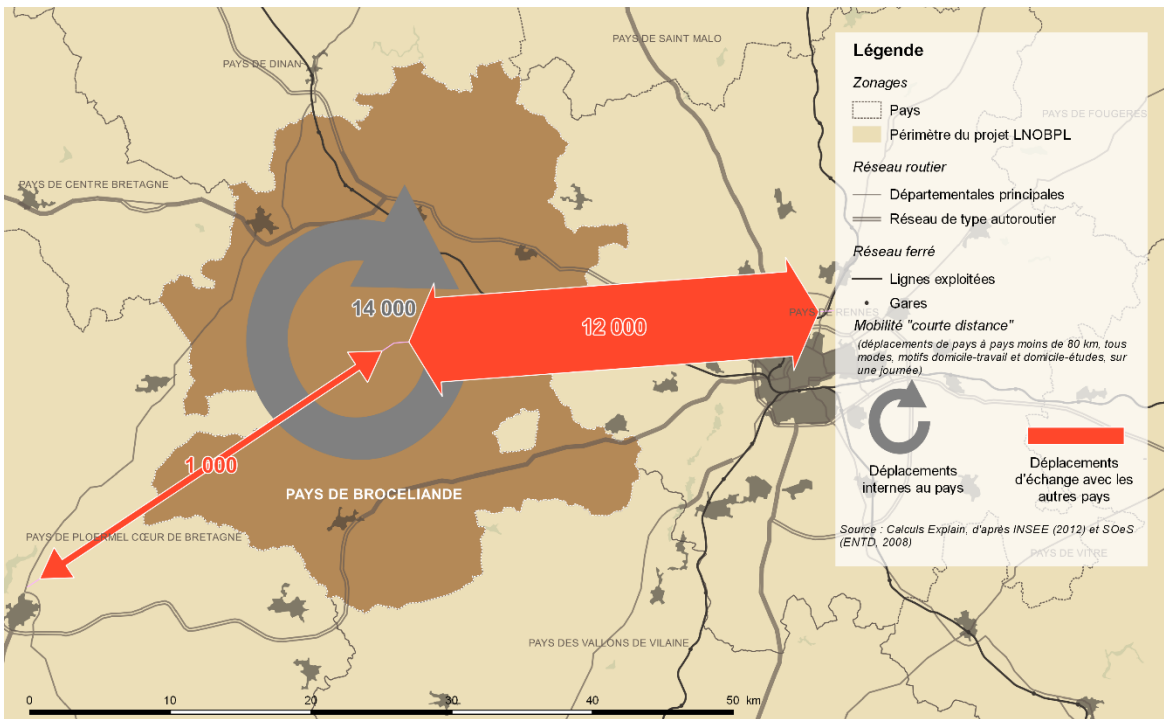 PAYS DE SAINT MALO
PAYS DE DINAN
PAYS DE CENTRE BRETAGNE
14 000
12 000
PAYS DE RENNES
1 000
PAYS DE BROCELIANDE
PAYS DE PLOERMEL CŒUR DE BRETAGNE
PAYS DES VALLONS DE VILAINE
0 10 20 30 40 50 km
Légende
Zonages
Pays
PAYS DE FOUGERES
Périmètre du projet LNOBPL
Réseau routier
Départementales principales
Réseau de type autoroutier
Réseau ferré
Lignes exploitées
Gares
Mobilité "courte distance"
(déplacements de pays à pays moins de 80 km, tous
modes, motifs domicile-travail et domicile-études, sur
une journée)
Déplacements
internes au pays
Déplacements
d'échange avec les
autres pays
Source : Calculs Explain, d'après INSEE (2012) et SOeS
(ENTD, 2008)
PAYS DE VITRE